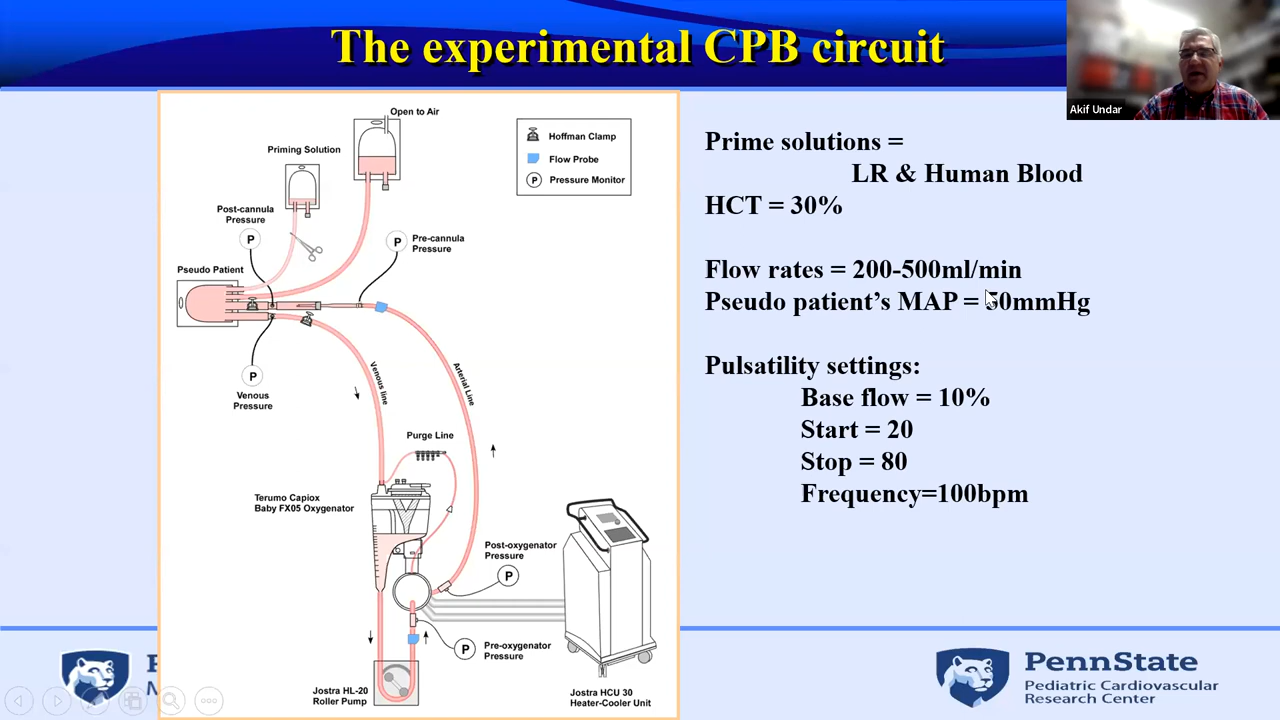 The experimental CPB circuit
Akif Undar
Open to Air
Priming Solution
Hoffman Clamp
Flow Probe
P Pressure Monitor
Post-cannula
Pressure
P
P
Pre-cannula
Pressure
Pseudo Patient
P
Venous
Pressure
Venous line
Arterial Line
Purge Line
Terumo Capiox
Baby FX05 Oxygenator
Post-oxygenator
Pressure
P
P
Pre-oxygenator
Pressure
Jostra HL-20
Roller Pump
Jostra HCU 30
Heater-Cooler Unit
Prime solutions =
LR & Human Blood
HCT = 30%
Flow rates = 200-500ml/min
Pseudo patient's MAP = 50mmHg
Pulsatility settings:
Base flow = 10%
Start = 20
Stop = 80
Frequency=100bpm
PennState
Pediatric Cardiovascular
Research Center